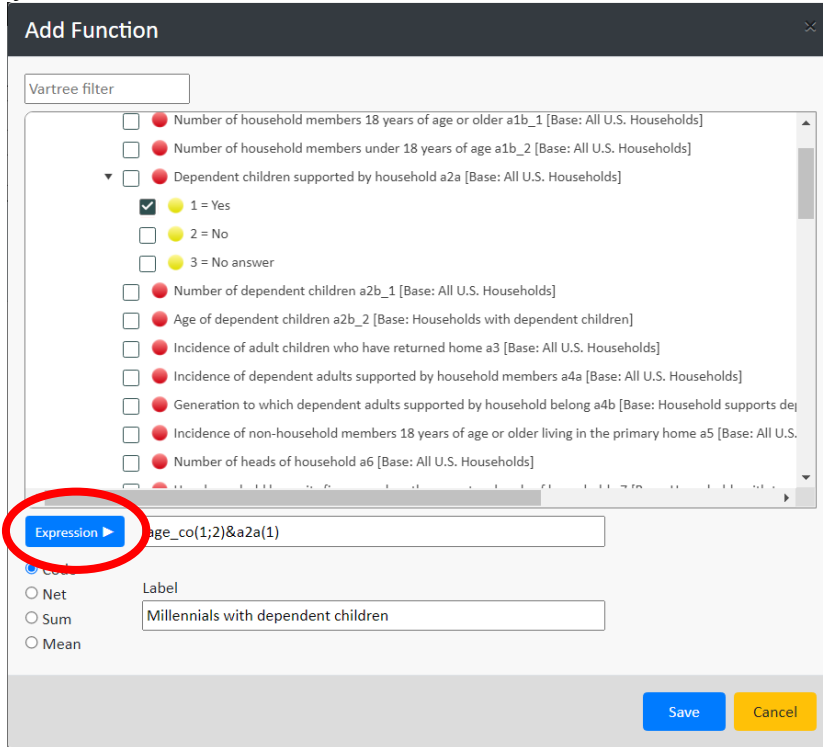 Add Function
Vartree filter
Number of household members 18 years of age or older a1b_1 [Base: All U.S. Households]
Number of household members under 18 years of age a1b_2 [Base: All U.S. Households]
Dependent children supported by household a2a [Base: All U.S. Households]
1 = Yes
2 = No
3 = No answer
Number of dependent children a2b_1 [Base: All U.S. Households]
Age of dependent children a2b_2 [Base: Households with dependent children]
Incidence of adult children who have returned home a3 [Base: All U.S. Households]
Incidence of dependent adults supported by household members a4a [Base: All U.S. Households]
Generation to which dependent adults supported by household belong a4b [Base: Household supports de
Incidence of non-household members 18 years of age or older living in the primary home a5 [Base: All U.S.
Number of heads of household a6 [Base: All U.S. Households]
Expression ▶ age_co(1;2)&a2a(1)
Code
Net
Label
Sum
Millennials with dependent children
Mean
Save Cancel